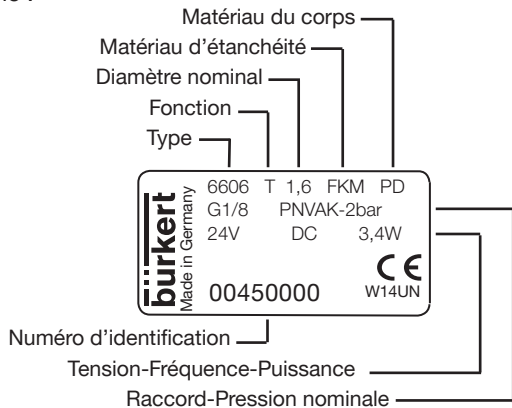 Matériau du corps
Matériau d'étanchéité
Diamètre nominal
Fonction
Type
bürkert
Made in Germany
6606 T 1,6 FKM PD
G1/8 PNVAK-2bar
24V DC 3,4W
CE
00450000 W14UN
Numéro d'identification
Tension-Fréquence-Puissance
Raccord-Pression nominale